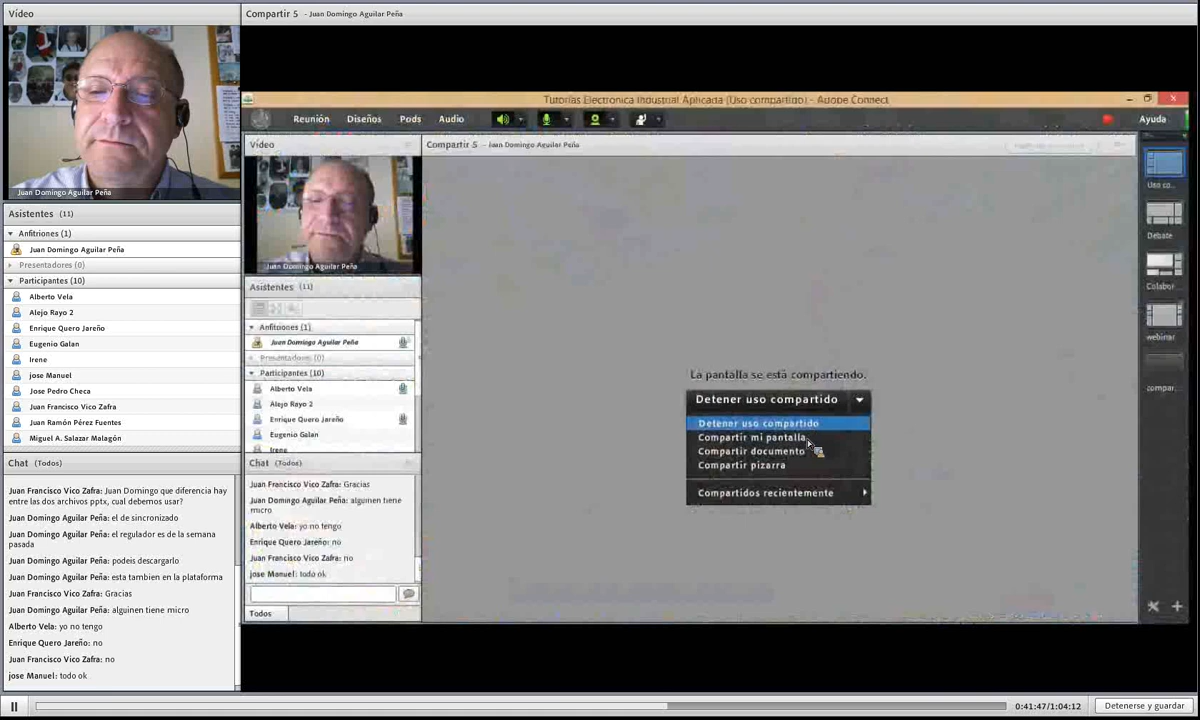 Vídeo
Juan Domingo Aguilar Peña
Asistentes (11)
Anfitriones (1)
Juan Domingo Aguilar Peña
Presentadores (0)
Participantes (10)
Alberto Vela
Alejo Rayo 2
Enrique Quero Jareño
Eugenio Galan
Irene
jose Manuel
Jose Pedro Checa
Juan Francisco Vico Zafra
Juan Ramón Pérez Fuentes
Miguel A. Salazar Malagón
Chat (Todos)
Juan Francisco Vico Zafra: Juan Domingo que diferencia hay
entre las dos archivos pptx, cual debemos usar?
Juan Domingo Aguilar Peña: el de sincronizado
Juan Domingo Aguilar Peña: el regulador es de la semana
pasada
Juan Domingo Aguilar Peña: podeis descargarlo
Juan Domingo Aguilar Peña: esta tambien en la plataforma
Juan Francisco Vico Zafra: Gracias
Juan Domingo Aguilar Peña: alguinen tiene micro
Alberto Vela: yo no tengo
Enrique Quero Jareño: no
Juan Francisco Vico Zafra: no
jose Manuel: todo ok
Compartir 5 - Juan Domingo Aguilar Peña
Tutorías Electronica Industrial Aplicada (Uso compartido) - Adobe Connect
Reunión Diseños Pods Audio Ayuda
Vídeo
Juan Domingo Aguilar Peña
Asistentes (11)
Anfitriones (1)
Juan Domingo Aguilar Peña
Presentadores (0)
Participantes (10)
Alberto Vela
Alejo Rayo 2
Enrique Quero Jareño
Eugenio Galan
Irene
Chat (Todos)
Juan Francisco Vico Zafra: Gracias
Juan Domingo Aguilar Peña: alguinen tiene
micro
Alberto Vela: yo no tengo
Enrique Quero Jareño: no
Juan Francisco Vico Zafra: no
jose Manuel: todo ok
Todos
Compartir 5 - Juan Domingo Aguilar Peña
La pantalla se está compartiendo.
Detener uso compartido
Detener uso compartido
Compartir mi pantalla
Compartir documento
Compartir pizarra
Compartidos recientemente
Uso co...
Debate
Colabor
webinar
compar...
0:41:47/1:04:12
Detenerse y guardar